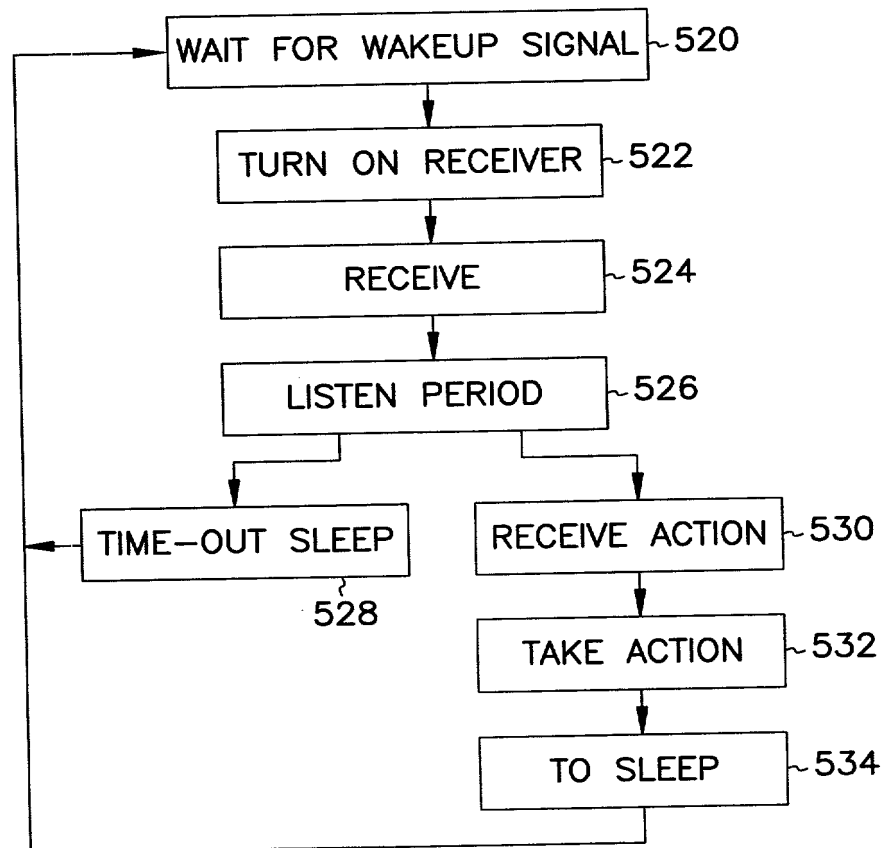 WAIT FOR WAKEUP SIGNAL 520
TURN ON RECEIVER 522
RECEIVE 524
LISTEN PERIOD 526
TIME-OUT SLEEP
528
RECEIVE ACTION 530
TAKE ACTION 532
TO SLEEP 534